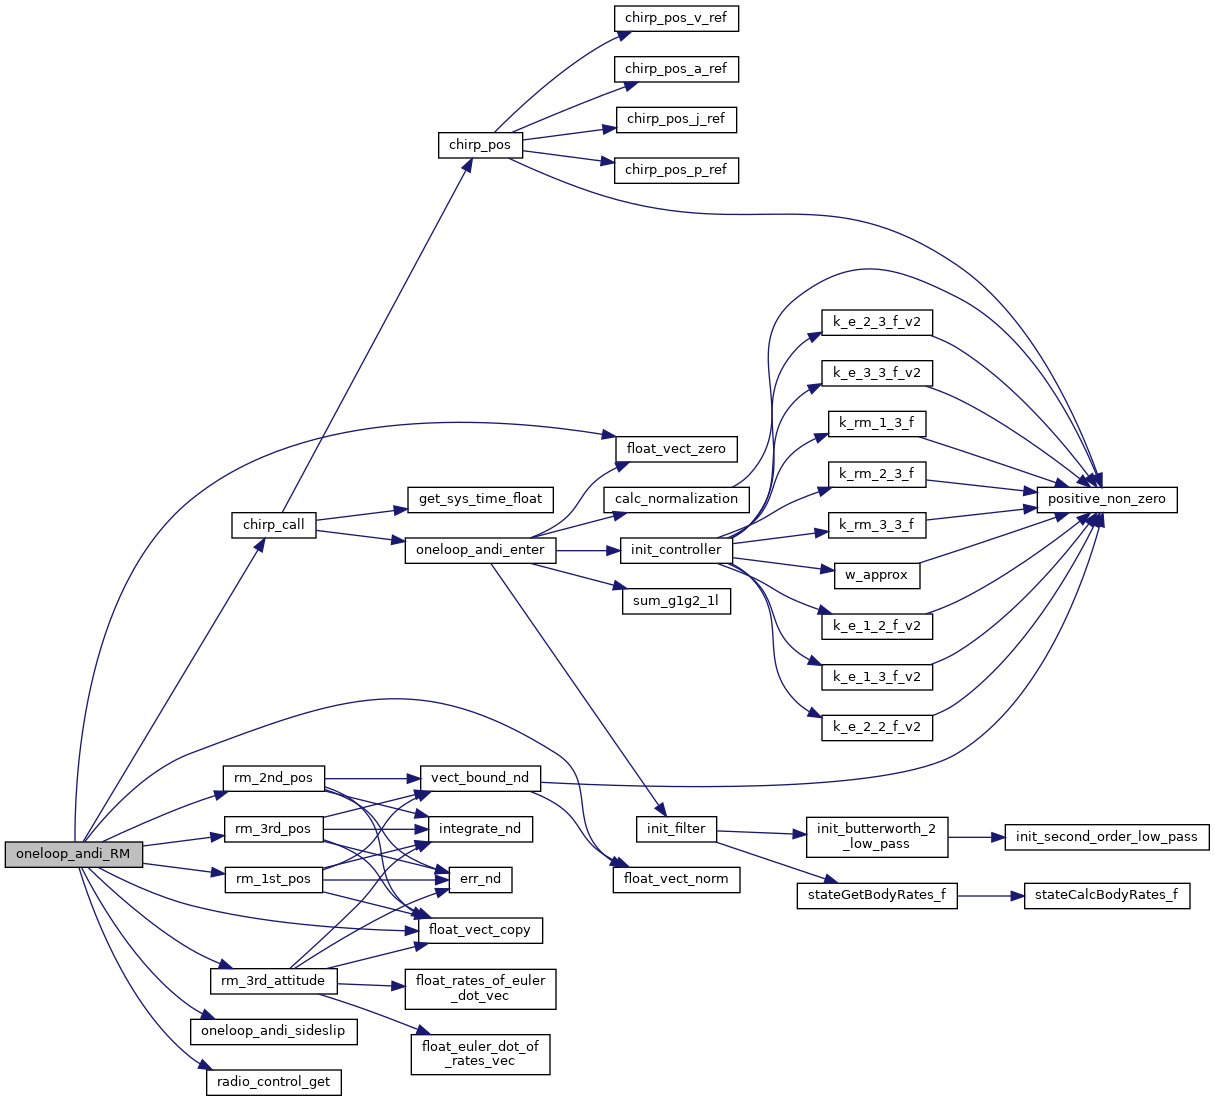 chirp_pos_v_ref
chirp_pos_a_ref
chirp_pos_j_ref
chirp_pos
chirp_pos_p_ref
k_e_2_3_f_v2
k_e_3_3_f_v2
k_rm_1_3_f
float_vect_zero
k_rm_2_3_f
get_sys_time_float
calc_normalization
positive_non_zero
chirp_call
k_rm_3_3_f
oneloop_andi_enter
init_controller
w_approx
sum_g1g2_1l
k_e_1_2_f_v2
k_e_1_3_f_v2
k_e_2_2_f_v2
rm_2nd_pos
vect_bound_nd
rm_3rd_pos
integrate_nd
init_filter
init_butterworth_2
_low_pass
init_second_order_low_pass
oneloop_andi_RM
rm_1st_pos
err_nd
float_vect_norm
stateGetBodyRates_f
stateCalcBodyRates_f
float_vect_copy
rm_3rd_attitude
float_rates_of_euler
_dot_vec
oneloop_andi_sideslip
float_euler_dot_of
_rates_vec
radio_control_get